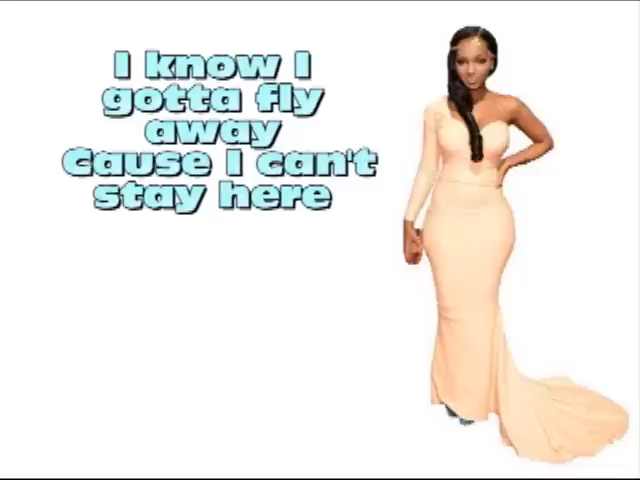 I know I
gotta fly
away
Cause I can't
stay here